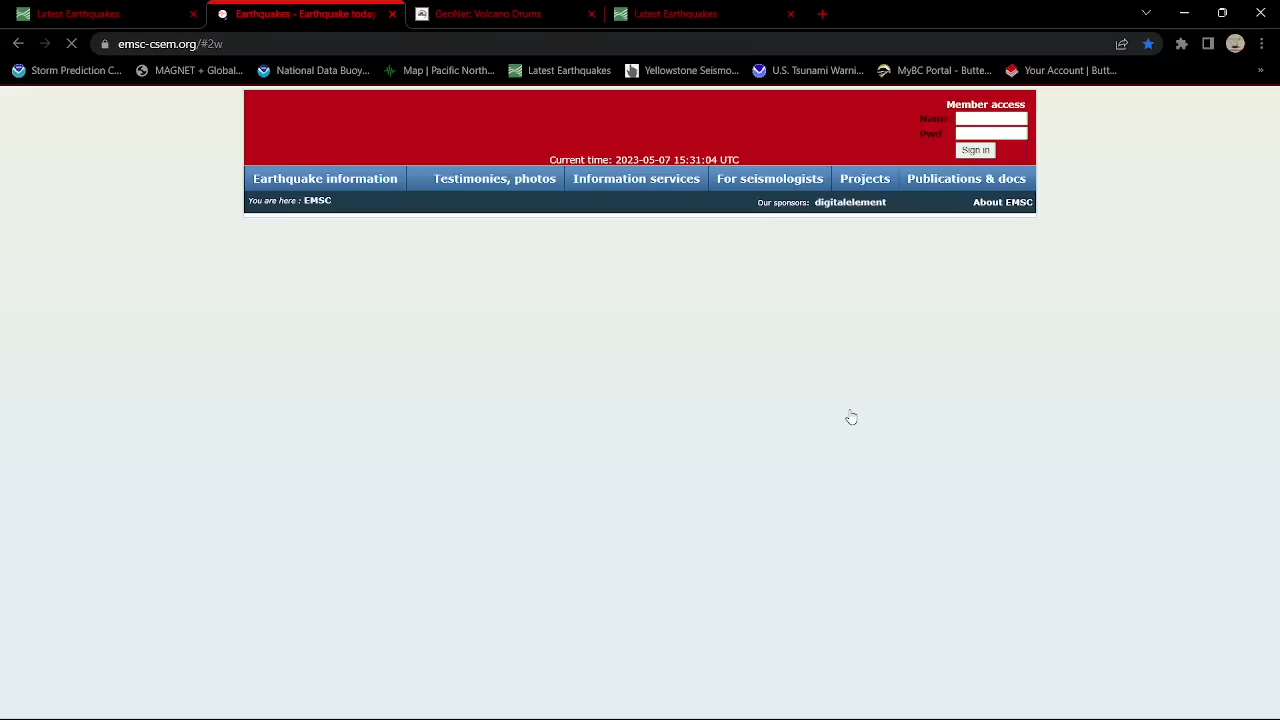 Latest Earthquakes
Earthquakes - Earthquake today
GeoNet: Volcano Drums
Latest Earthquakes
emsc-csem.org/#2w
Storm Prediction C...
MAGNET + Global...
National Data Buoy...
Map | Pacific North...
Latest Earthquakes
Yellowstone Seismo...
U.S. Tsunami Warni...
MyBC Portal - Butte...
Your Account | Butt...
»
Member access
Name
Pwd
Sign in
Current time: 2023-05-07 15:31:04 UTC
Earthquake information
Testimonies, photos
Information services
For seismologists
Projects
Publications & docs
You are here : EMSC
Our sponsors: digitalelement
About EMSC